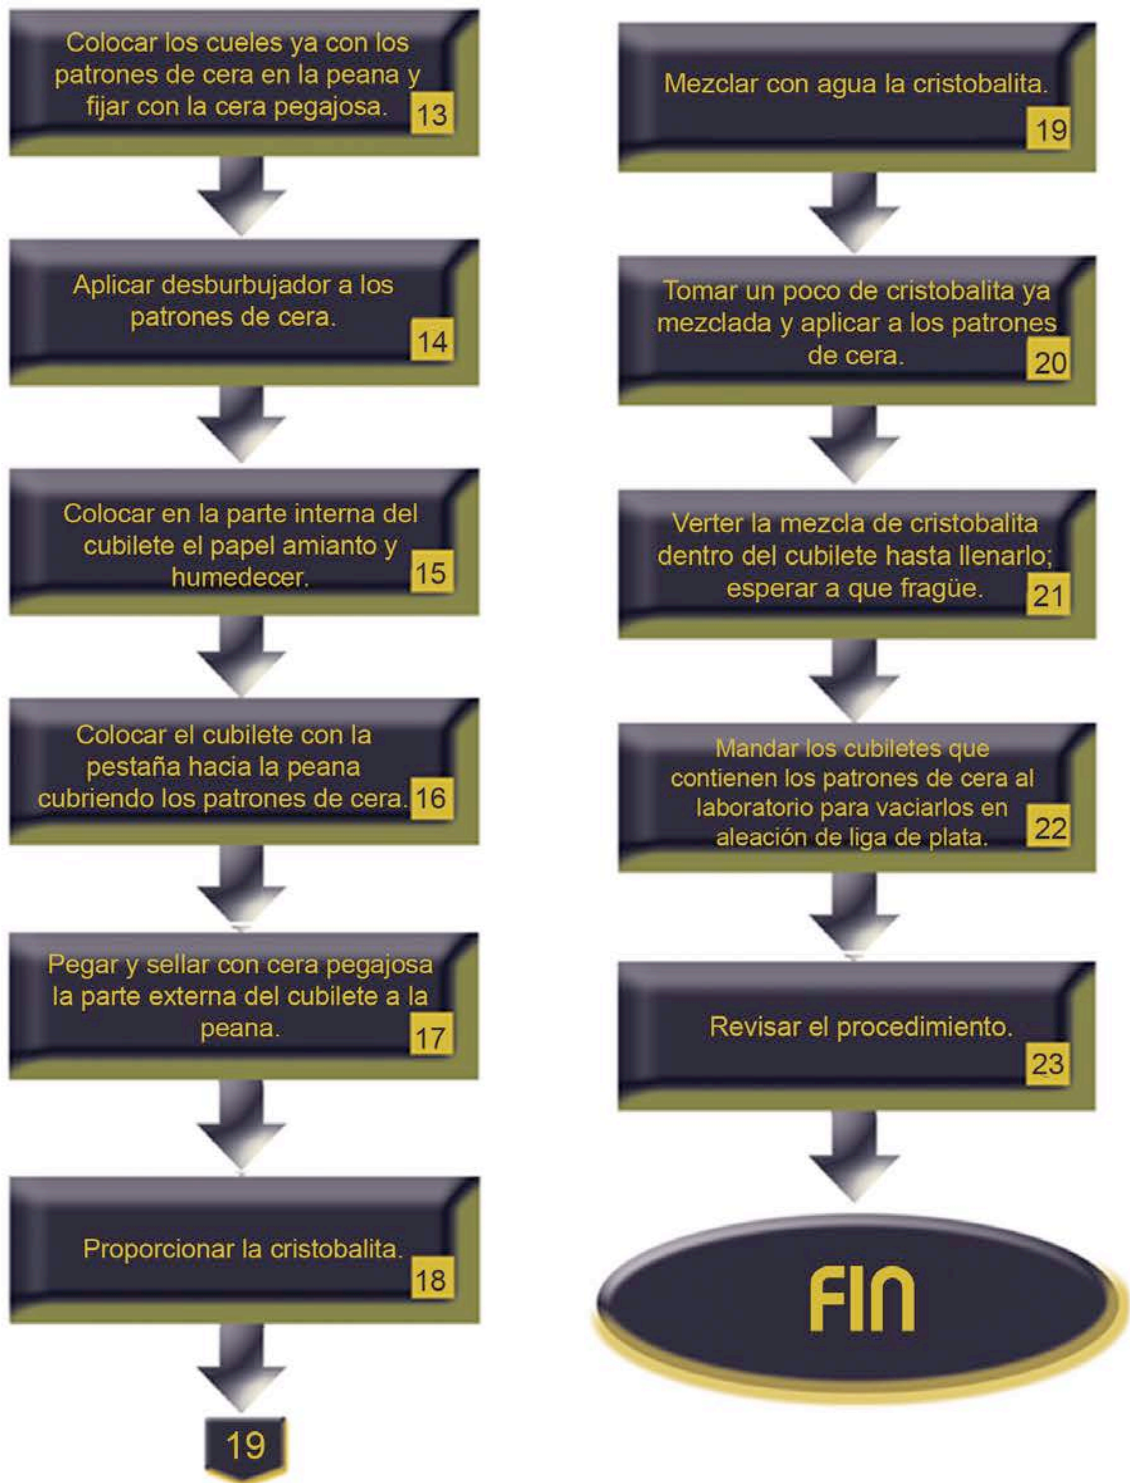 Colocar los cueles ya con los
patrones de cera en la peana y
fijar con la cera pegajosa.
13
Aplicar desburbujador a los
patrones de cera.
14
Colocar en la parte interna del
cubilete el papel amianto y
humedecer.
15
Colocar el cubilete con la
pestaña hacia la peana
cubriendo los patrones de cera.
16
Pegar y sellar con cera pegajosa
la parte externa del cubilete a la
peana.
17
Proporcionar la cristobalita.
18
19
Mezclar con agua la cristobalita.
19
Tomar un poco de cristobalita ya
mezclada y aplicar a los patrones
de cera.
20
Verter la mezcla de cristobalita
dentro del cubilete hasta llenarlo;
esperar a que fragüe.
21
Mandar los cubiletes que
contienen los patrones de cera al
laboratorio para vaciarlos en
aleación de liga de plata.
22
Revisar el procedimiento.
23
FIN